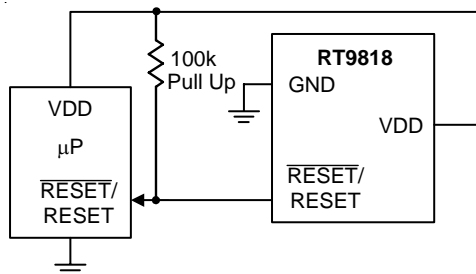 100k
Pull Up
RT9818
GND
VDD
RESET/
RESET
VDD
μP
RESET/
RESET